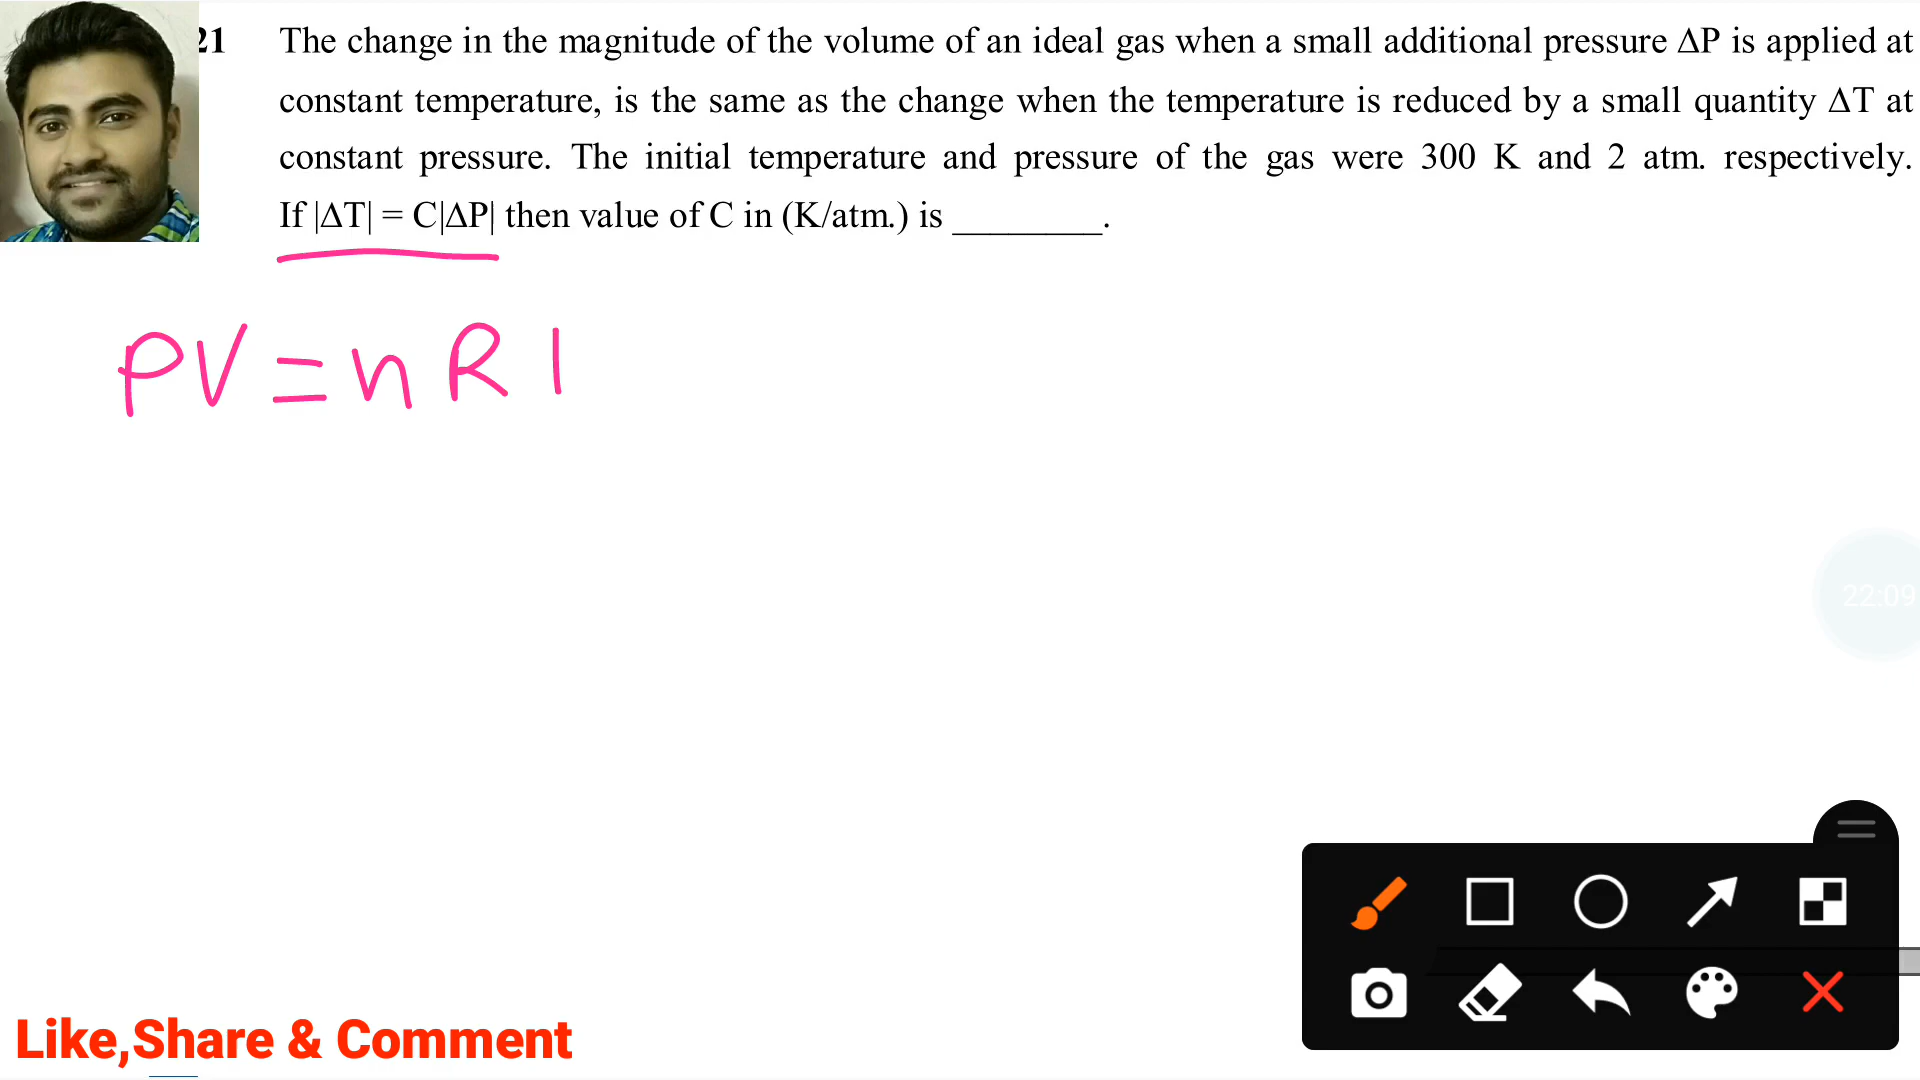 21 The change in the magnitude of the volume of an ideal gas when a small additional pressure ΔP is applied at
constant temperature, is the same as the change when the temperature is reduced by a small quantity ΔT at
constant pressure. The initial temperature and pressure of the gas were 300 K and 2 atm. respectively.
If |ΔT| = C|ΔP| then value of C in (K/atm.) is ________.
PV = nRI
22:09
Like,Share & Comment